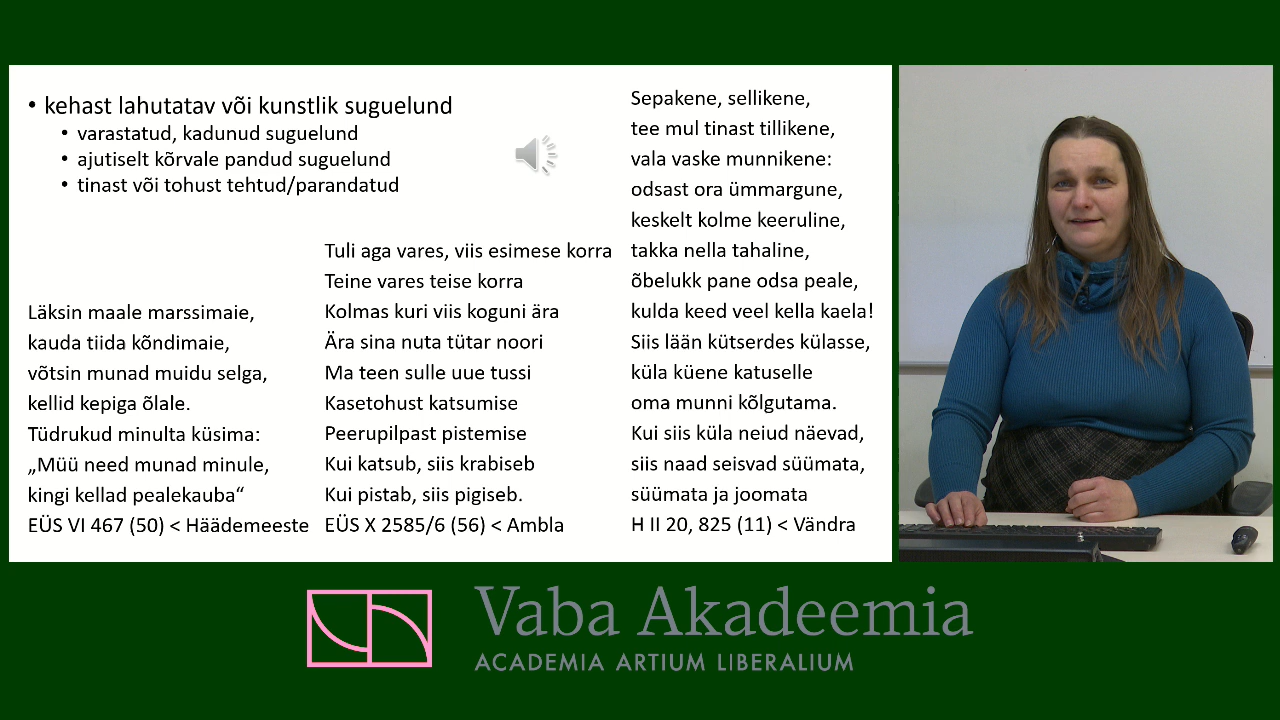 • kehast lahutatav või kunstlik suguelund
• varastatud, kadunud suguelund
• ajutiselt kõrvale pandud suguelund
• tinast või tohust tehtud/parandatud
Läksin maale marssimaie,
kauda tiida kõndimaie,
võtsin munad muidu selga,
kellid kepiga õlale.
Tüdrukud minulta küsima:
„Müü need munad minule,
kingi kellad pealekauba“
EÜS VI 467 (50) < Häädemeeste
Tuli aga vares, viis esimese korra
Teine vares teise korra
Kolmas kuri viis koguni ära
Ära sina nuta tütar noori
Ma teen sulle uue tussi
Kasetohust katsumise
Peerupilpast pistemise
Kui katsub, siis krabiseb
Kui pistab, siis pigiseb.
EÜS X 2585/6 (56) < Ambla
Sepakene, sellikene,
tee mul tinast tillikene,
vala vaske munnikene:
odsast ora ümmargune,
keskelt kolme keeruline,
takka nella tahaline,
õbelukk pane odsa peale,
kulda keed veel kella kaela!
Siis lään kütserdes külasse,
küla küene katuselle
oma munni kõlgutama.
Kui siis küla neiud näevad,
siis naad seisvad süümata,
süümata ja joomata
H II 20, 825 (11) < Vändra
Vaba Akadeemia
ACADEMIA ARTIUM LIBERALIUM